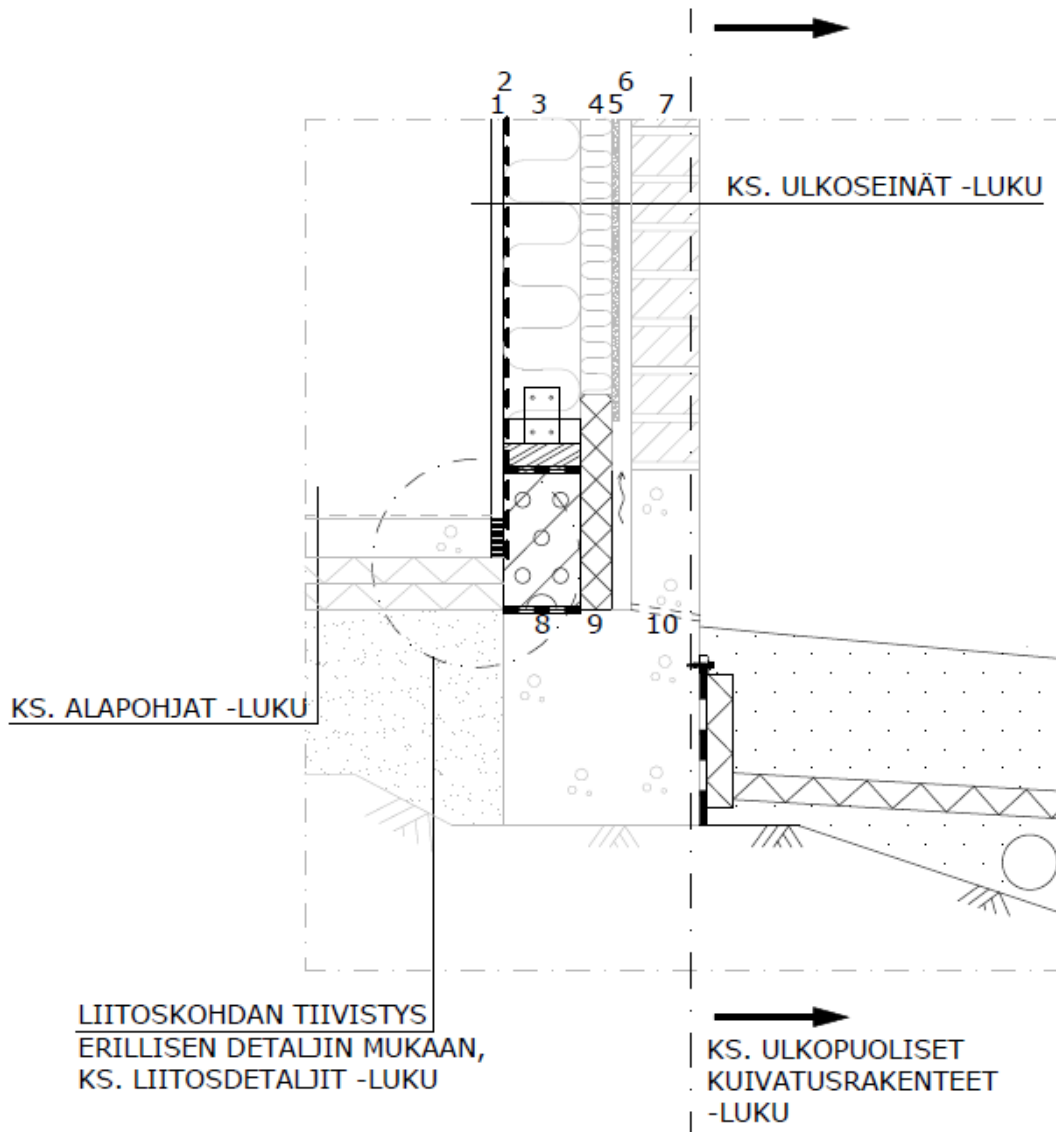 2 6
1 3 4 5 7
KS. ULKOSEINÄT -LUKU
8 9 10
KS. ALAPOHJAT -LUKU
LIITOSKOHDAN TIIVISTYS
ERILLISEN DETALJIN MUKAAN,
KS. LIITOSDETALJIT -LUKU
KS. ULKOPUOLISET
KUIVATUSRAKENTEET
-LUKU